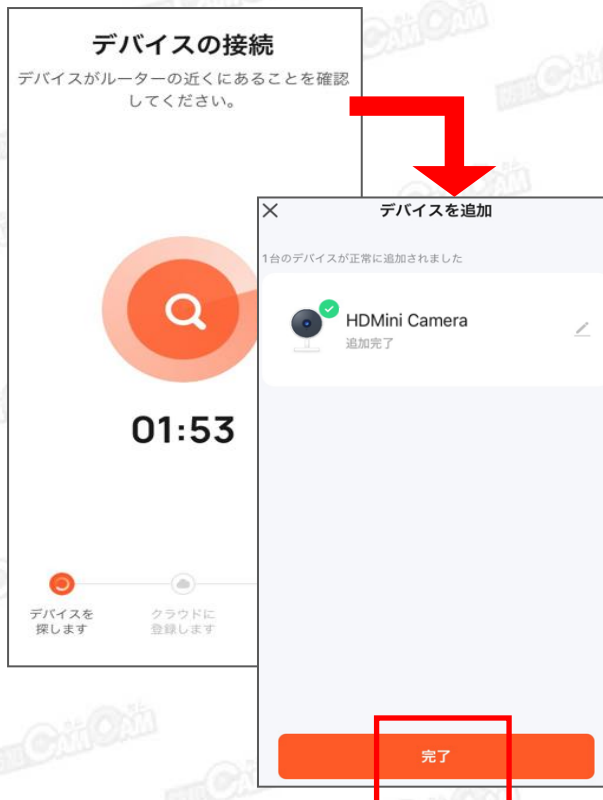 デバイスの接続
デバイスがルーターの近くにあることを確認
してください。
01:53
デバイスを
探します
クラウドに
登録します
デバイスを追加
1台のデバイスが正常に追加されました
HDMini Camera
追加完了
完了